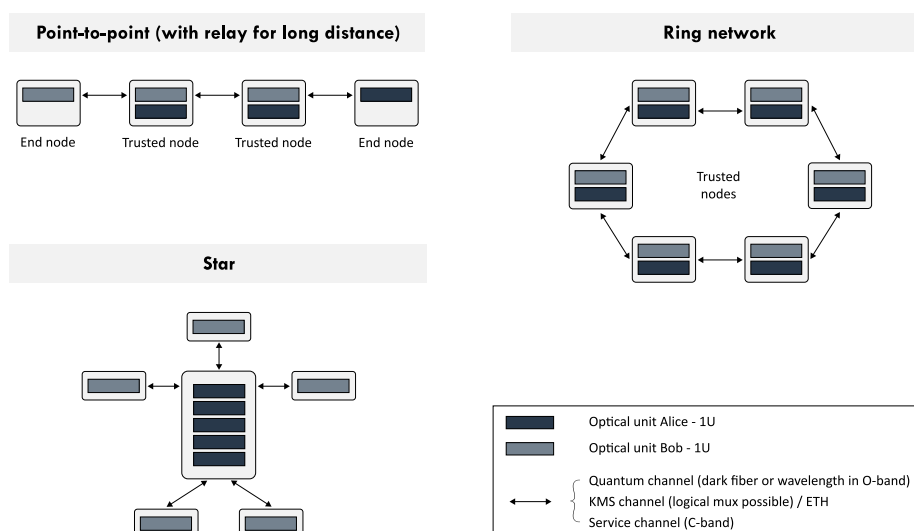 Point-to-point (with relay for long distance)
End node
Trusted node
Trusted node
End node
Ring network
Trusted
nodes
Star
Optical unit Alice - 1U
Optical unit Bob - 1U
Quantum channel (dark fiber or wavelength in O-band)
KMS channel (logical mux possible) / ETH
Service channel (C-band)